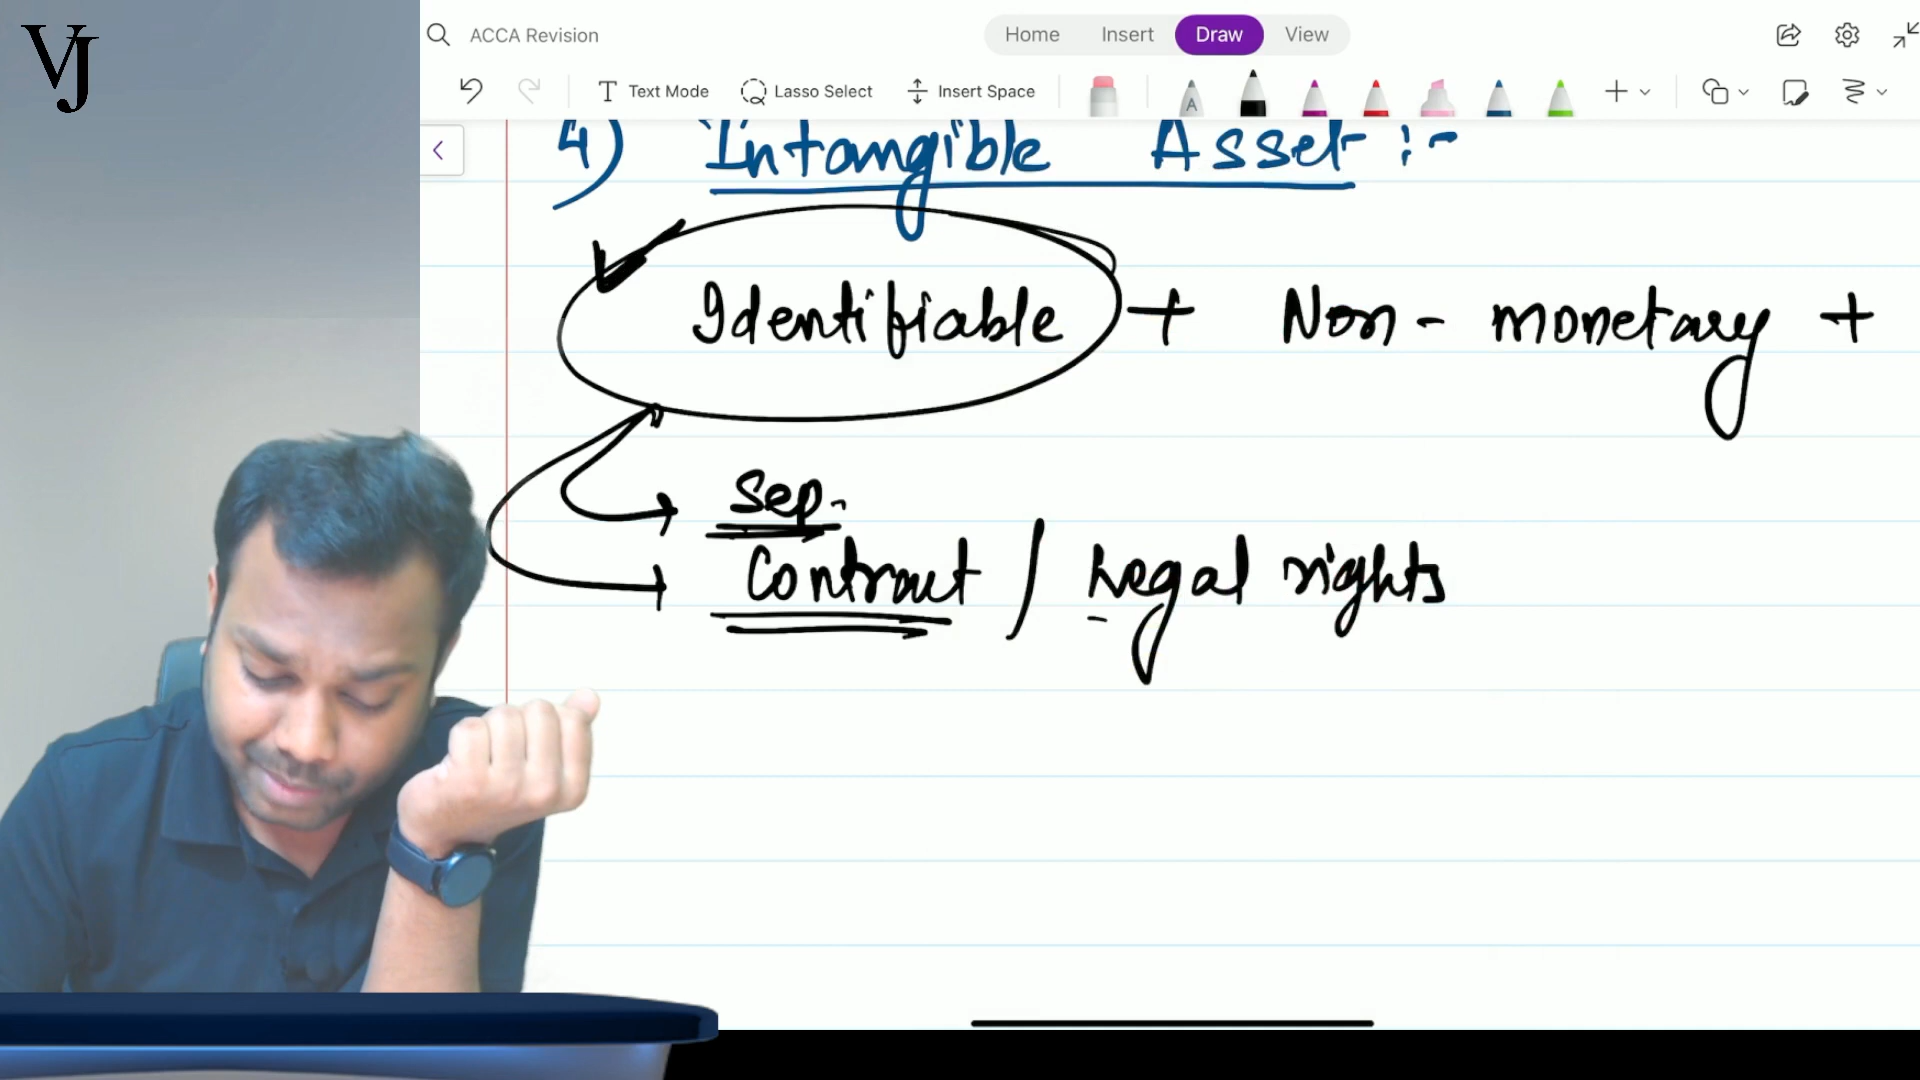 VJ
ACCA Revision
Home Insert Draw View
Text Mode Lasso Select Insert Space
A
4) Intangible Asset :-
Identifiable + Non - monetary +
Sep.
Contract / Legal rights